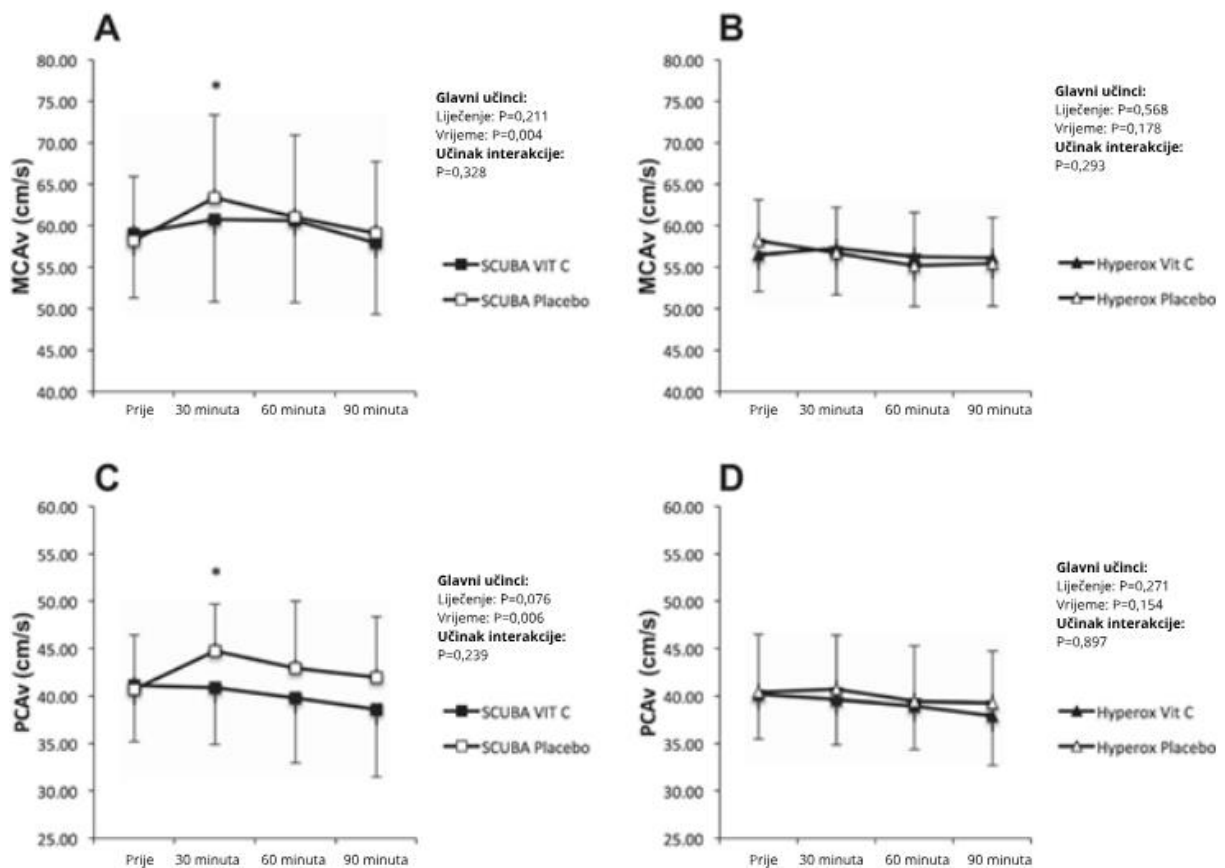 A
MCAv (cm/s)
80.00
75.00
70.00
65.00
60.00
55.00
50.00
45.00
40.00
*
Prije 30 minuta 60 minuta 90 minuta
Glavni učinci:
Liječenje: P=0,211
Vrijeme: P=0,004
Učinak interakcije:
P=0,328
SCUBA VIT C
SCUBA Placebo
B
MCAv (cm/s)
80.00
75.00
70.00
65.00
60.00
55.00
50.00
45.00
40.00
Prije 30 minuta 60 minuta 90 minuta
Glavni učinci:
Liječenje: P=0,568
Vrijeme: P=0,178
Učinak interakcije:
P=0,293
Hyperox Vit C
Hyperox Placebo
C
PCAv (cm/s)
60.00
55.00
50.00
45.00
40.00
35.00
30.00
25.00
*
Prije 30 minuta 60 minuta 90 minuta
Glavni učinci:
Liječenje: P=0,076
Vrijeme: P=0,006
Učinak interakcije:
P=0,239
SCUBA VIT C
SCUBA Placebo
D
PCAv (cm/s)
60.00
55.00
50.00
45.00
40.00
35.00
30.00
25.00
Prije 30 minuta 60 minuta 90 minuta
Glavni učinci:
Liječenje: P=0,271
Vrijeme: P=0,154
Učinak interakcije:
P=0,897
Hyperox Vit C
Hyperox Placebo